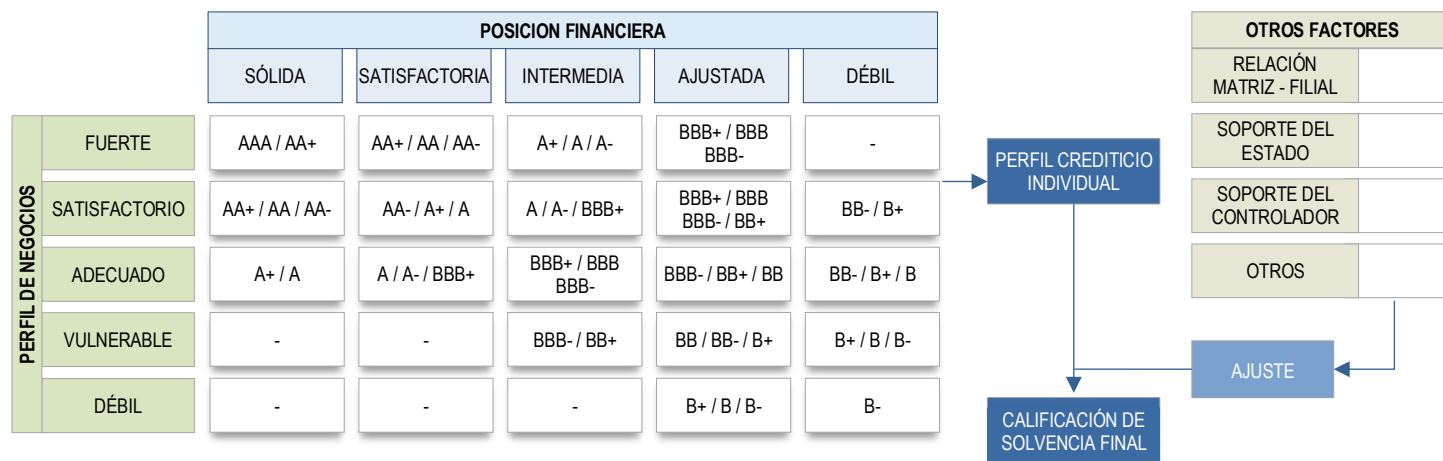 POSICION FINANCIERA
SÓLIDA
SATISFACTORIA
INTERMEDIA
AJUSTADA
DÉBIL
PERFIL DE NEGOCIOS
FUERTE
AAA / AA+
AA+ / AA / AA-
A+ / A / A-
BBB+ / BBB
BBB-
-
SATISFACTORIO
AA+ / AA / AA-
AA- / A+ / A
A / A- / BBB+
BBB+ / BBB
BBB- / BB+
BB- / B+
ADECUADO
A+ / A
A / A- / BBB+
BBB+ / BBB
BBB-
BBB- / BB+ / BB
BB- / B+ / B
VULNERABLE
-
-
BBB- / BB+
BB / BB- / B+
B+ / B / B-
DÉBIL
-
-
-
B+ / B / B-
B-
PERFIL CREDITICIO
INDIVIDUAL
OTROS FACTORES
RELACIÓN
MATRIZ - FILIAL
SOPORTE DEL
ESTADO
SOPORTE DEL
CONTROLADOR
OTROS
AJUSTE
CALIFICACIÓN DE
SOLVENCIA FINAL